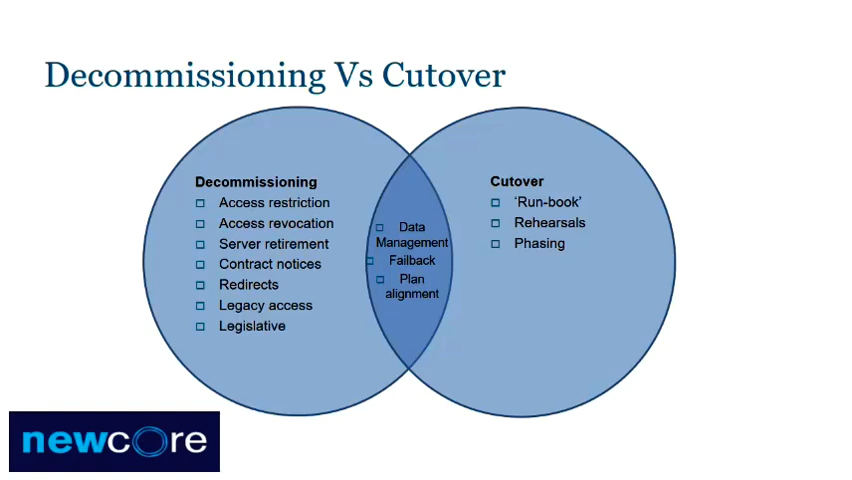 Decommissioning Vs Cutover
Decommissioning
Access restriction
Access revocation
Server retirement
Contract notices
Redirects
Legacy access
Legislative
Data
Management
Failback
Plan
alignment
Cutover
‘Run-book’
Rehearsals
Phasing
newcore